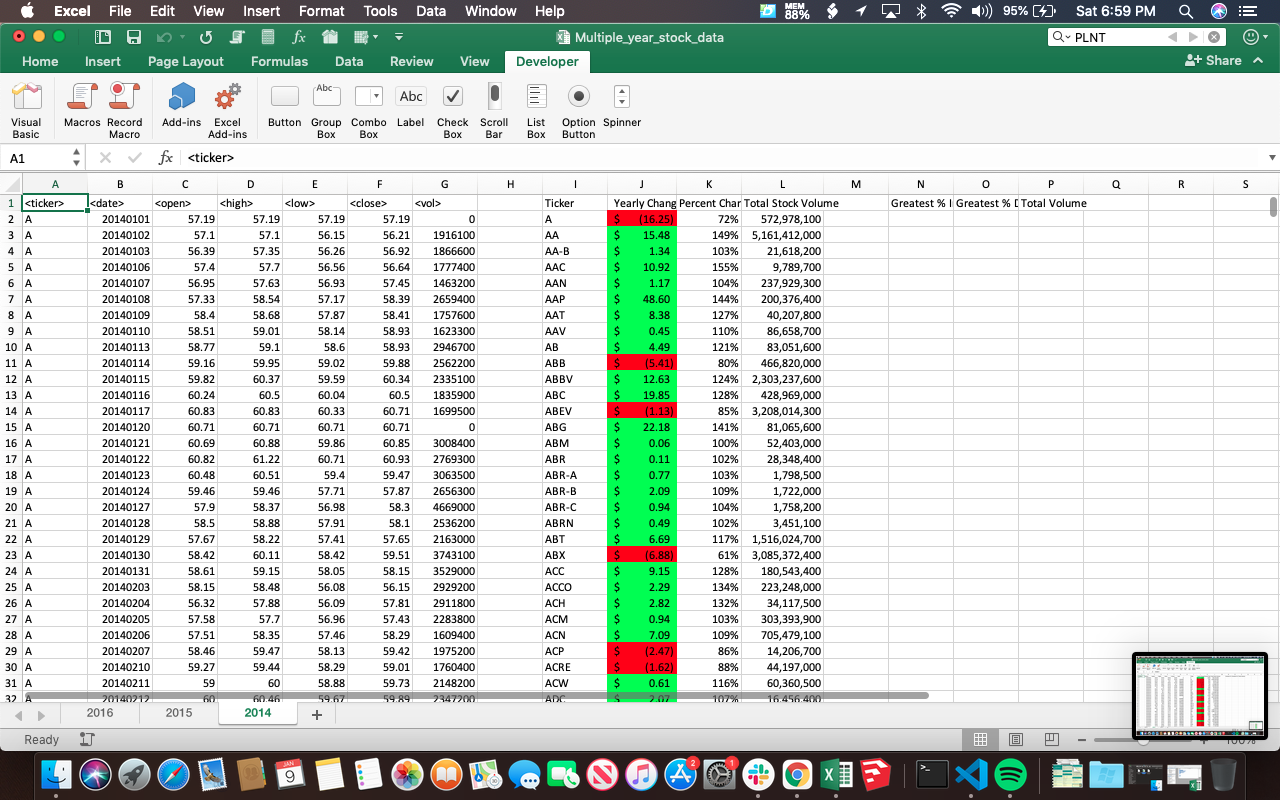 Excel File Edit View Insert Format Tools Data Window Help MEM 88% 95% Sat 6:59 PM
Multiple_year_stock_data PLNT
Home Insert Page Layout Formulas Data Review View Developer Share
Visual Basic Macros Record Macro Add-ins Excel Add-ins Button Group Box Combo Box Label Check Box Scroll Bar List Box Option Button Spinner
Abc Abc
A1 fx <ticker>
A B C D E F G H I J K L M N O P Q R S
1 <ticker> <date> <open> <high> <low> <close> <vol> Ticker Yearly Chang Percent Char Total Stock Volume Greatest % I Greatest % D Total Volume
2 A 20140101 57.19 57.19 57.19 57.19 0 A $ (16.25) 72% 572,978,100
3 A 20140102 57.1 57.1 56.15 56.21 1916100 AA $ 15.48 149% 5,161,412,000
4 A 20140103 56.39 57.35 56.26 56.92 1866600 AA-B $ 1.34 103% 21,618,200
5 A 20140106 57.4 57.7 56.56 56.64 1777400 AAC $ 10.92 155% 9,789,700
6 A 20140107 56.95 57.63 56.93 57.45 1463200 AAN $ 1.17 104% 237,929,300
7 A 20140108 57.33 58.54 57.17 58.39 2659400 AAP $ 48.60 144% 200,376,400
8 A 20140109 58.4 58.68 57.87 58.41 1757600 AAT $ 8.38 127% 40,207,800
9 A 20140110 58.51 59.01 58.14 58.93 1623300 AAV $ 0.45 110% 86,658,700
10 A 20140113 58.77 59.1 58.6 58.93 2946700 AB $ 4.49 121% 83,051,600
11 A 20140114 59.16 59.95 59.02 59.88 2562200 ABB $ (5.41) 80% 466,820,000
12 A 20140115 59.82 60.37 59.59 60.34 2335100 ABBV $ 12.63 124% 2,303,237,600
13 A 20140116 60.24 60.5 60.04 60.5 1835900 ABC $ 19.85 128% 428,969,000
14 A 20140117 60.83 60.83 60.33 60.71 1699500 ABEV $ (1.13) 85% 3,208,014,300
15 A 20140120 60.71 60.71 60.71 60.71 0 ABG $ 22.18 141% 81,065,600
16 A 20140121 60.69 60.88 59.86 60.85 3008400 ABM $ 0.06 100% 52,403,000
17 A 20140122 60.82 61.22 60.71 60.93 2769300 ABR $ 0.11 102% 28,348,400
18 A 20140123 60.48 60.51 59.4 59.47 3063500 ABR-A $ 0.77 103% 1,798,500
19 A 20140124 59.46 59.46 57.71 57.87 2656300 ABR-B $ 2.09 109% 1,722,000
20 A 20140127 57.9 58.37 56.98 58.3 4669000 ABR-C $ 0.94 104% 1,758,200
21 A 20140128 58.5 58.88 57.91 58.1 2536200 ABRN $ 0.49 102% 3,451,100
22 A 20140129 57.67 58.22 57.41 57.65 2163000 ABT $ 6.69 117% 1,516,024,700
23 A 20140130 58.42 60.11 58.42 59.51 3743100 ABX $ (6.88) 61% 3,085,372,400
24 A 20140131 58.61 59.15 58.05 58.15 3529000 ACC $ 9.15 128% 180,543,400
25 A 20140203 58.15 58.48 56.08 56.15 2929200 ACCO $ 2.29 134% 223,248,000
26 A 20140204 56.32 57.88 56.09 57.81 2911800 ACH $ 2.82 132% 34,117,500
27 A 20140205 57.58 57.7 56.96 57.43 2283800 ACM $ 0.94 103% 303,393,900
28 A 20140206 57.51 58.35 57.46 58.29 1609400 ACN $ 7.09 109% 705,479,100
29 A 20140207 58.46 59.47 58.13 59.42 1975200 ACP $ (2.47) 86% 14,206,700
30 A 20140210 59.27 59.44 58.29 59.01 1760400 ACRE $ (1.62) 88% 44,197,000
31 A 20140211 59 60 58.88 59.73 2148200 ACW $ 0.61 116% 60,360,500
32 A 20140212 60 60.46 59.67 59.89 2347200 ADC $ 2.07 107% 16,456,400
2016 2015 2014
Ready 100%
JAN 9 2 1